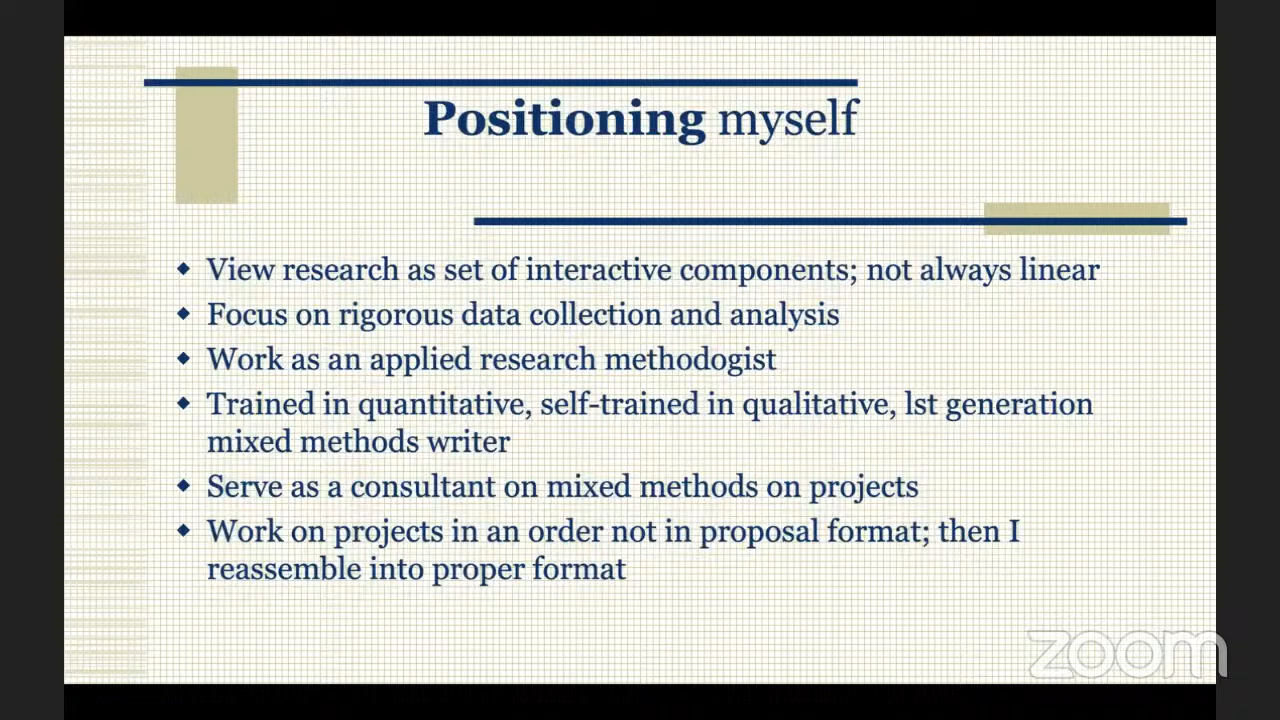 Positioning myself
◆ View research as set of interactive components; not always linear
◆ Focus on rigorous data collection and analysis
◆ Work as an applied research methodogist
◆ Trained in quantitative, self-trained in qualitative, lst generation
mixed methods writer
◆ Serve as a consultant on mixed methods on projects
◆ Work on projects in an order not in proposal format; then I
reassemble into proper format
zoom